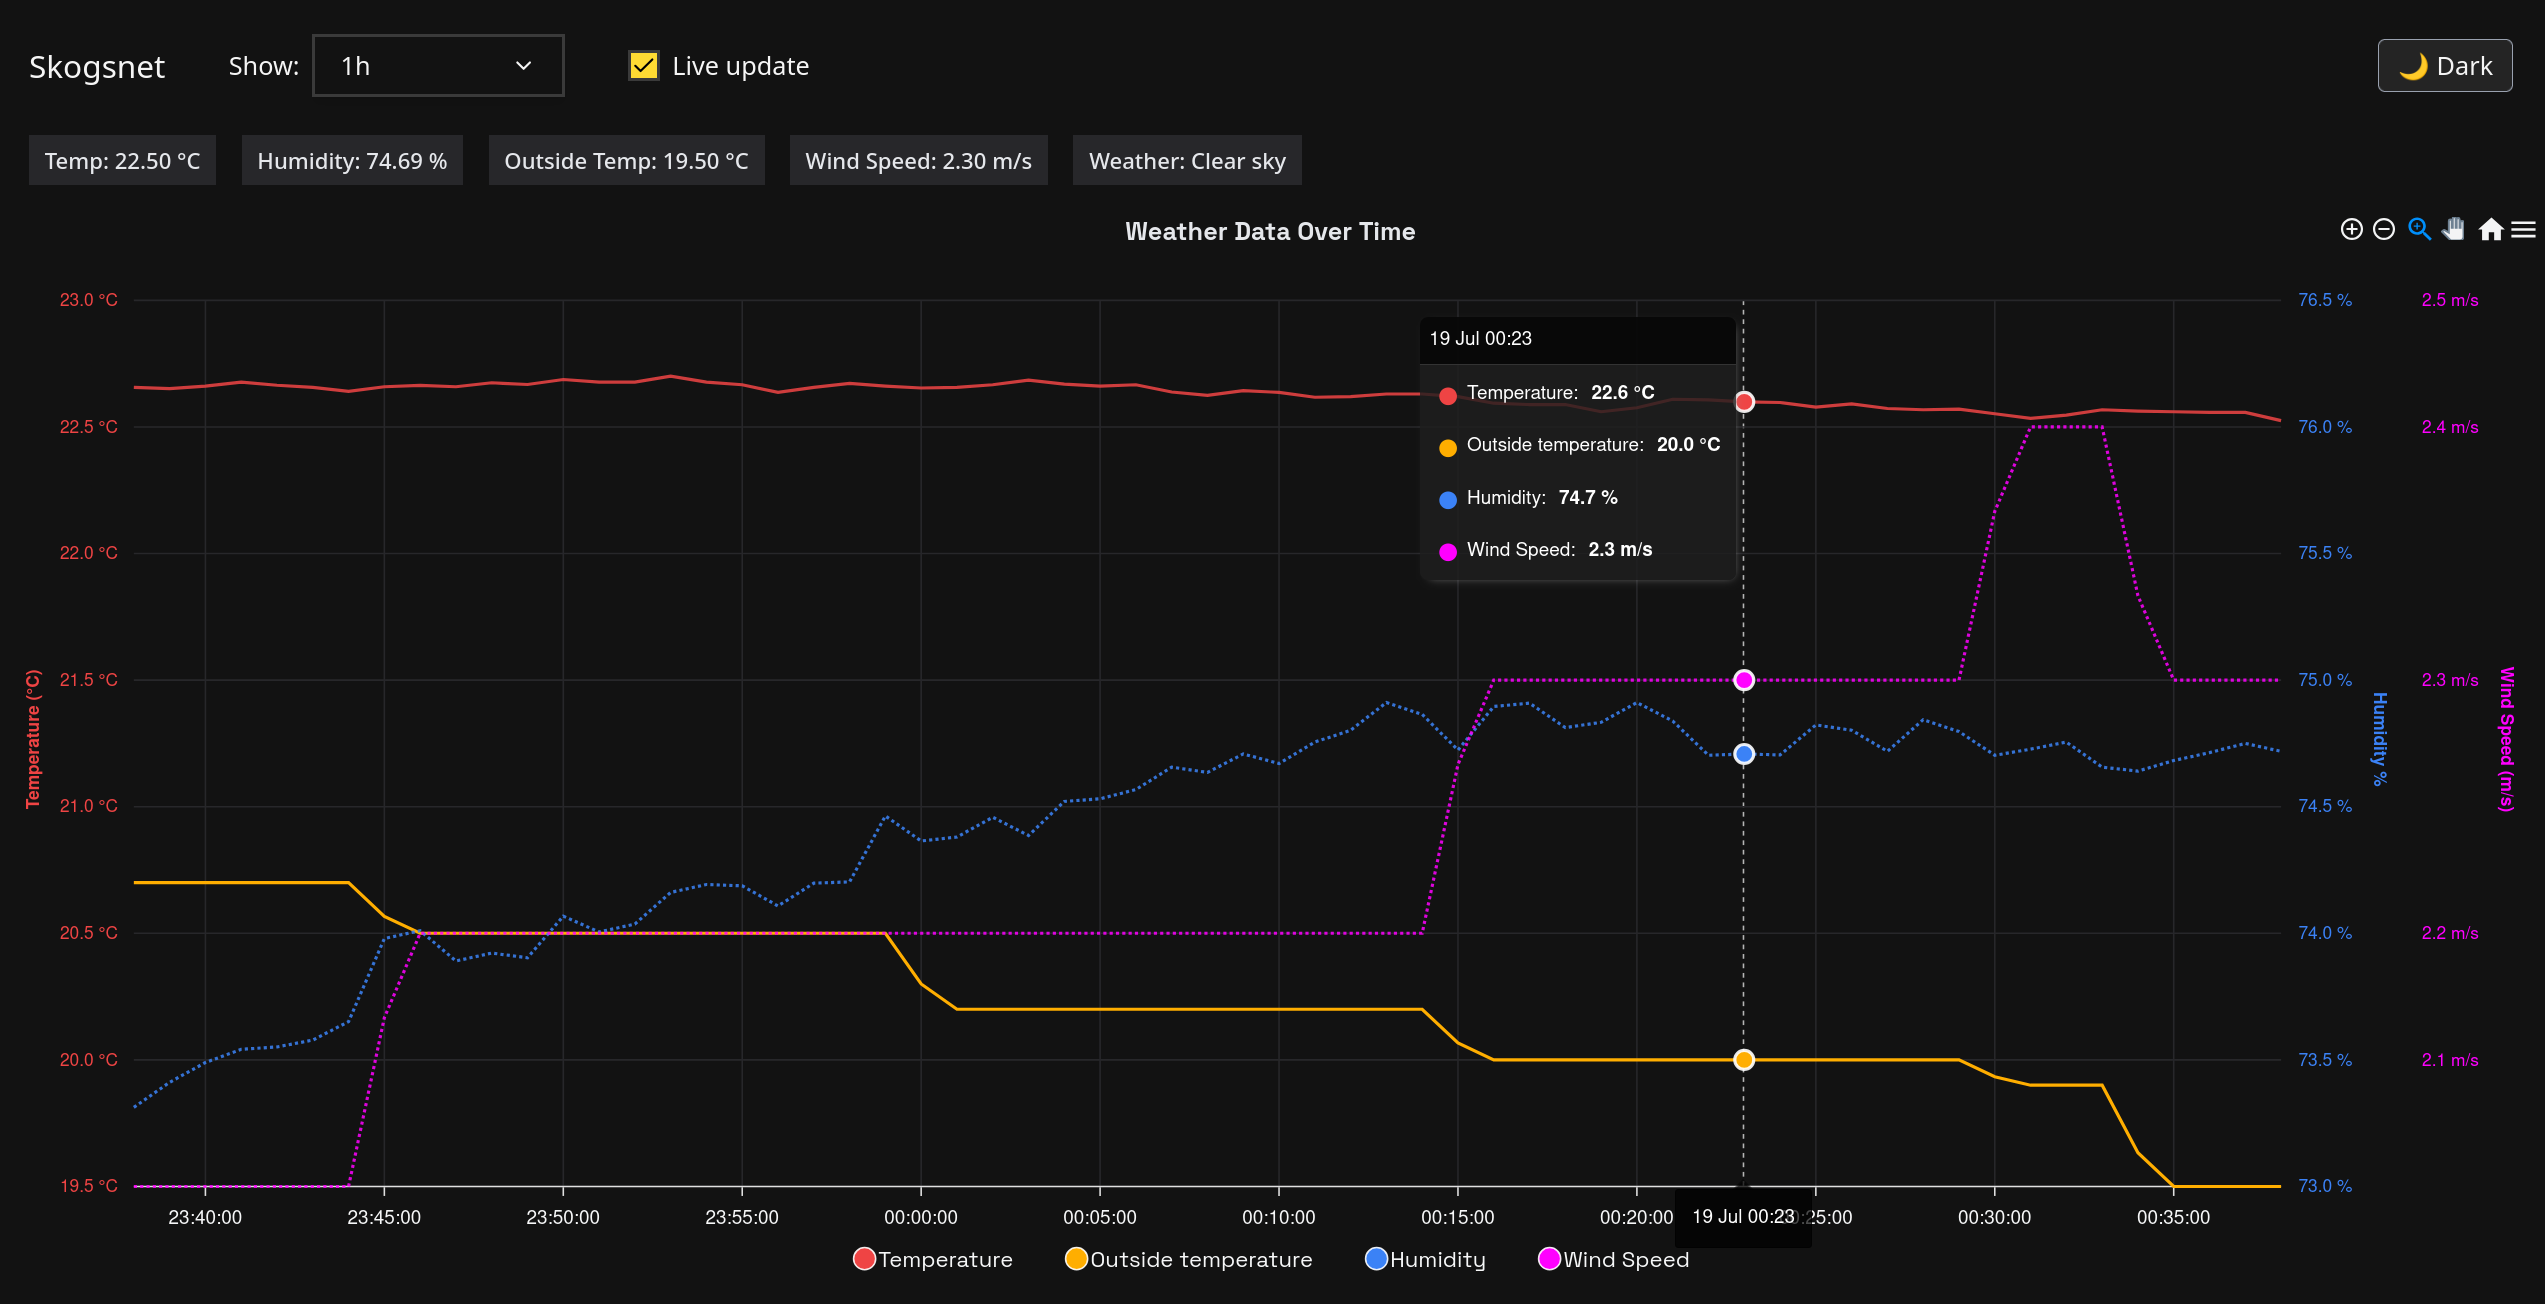 Skogsnet Show: 1h Live update 🌙 Dark
Temp: 22.50 °C Humidity: 74.69 % Outside Temp: 19.50 °C Wind Speed: 2.30 m/s Weather: Clear sky
Weather Data Over Time
23.0 °C 76.5 % 2.5 m/s
19 Jul 00:23
Temperature: 22.6 °C
22.5 °C 76.0 % 2.4 m/s
Outside temperature: 20.0 °C
Humidity: 74.7 %
22.0 °C 75.5 %
Wind Speed: 2.3 m/s
21.5 °C 75.0 % 2.3 m/s
Temperature (°C)
Humidity %
Wind Speed (m/s)
21.0 °C 74.5 %
20.5 °C 74.0 % 2.2 m/s
20.0 °C 73.5 % 2.1 m/s
19.5 °C 73.0 %
23:40:00 23:45:00 23:50:00 23:55:00 00:00:00 00:05:00 00:10:00 00:15:00 00:20:00 19 Jul 00:23 00:25:00 00:30:00 00:35:00
Temperature Outside temperature Humidity Wind Speed